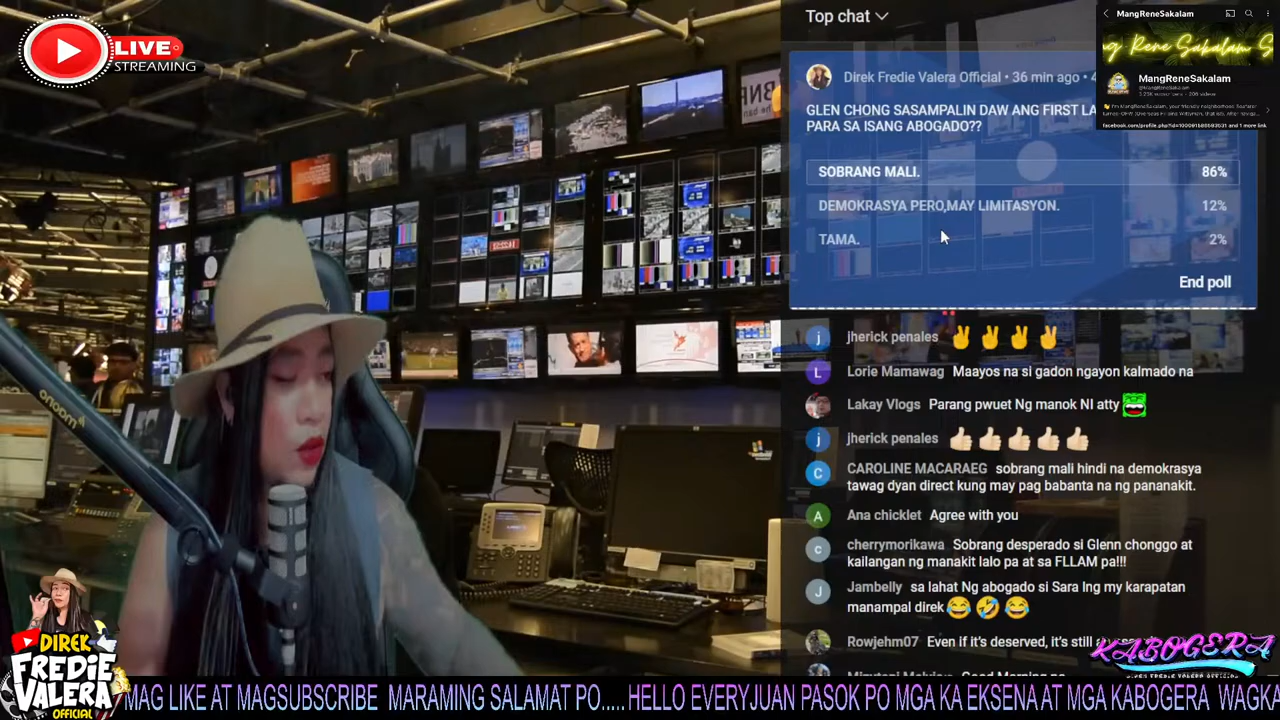 LIVE
STREAMING
Top chat
MangReneSakalam
Mang Rene Sakalam
MangReneSakalam
Direk Fredie Valera Official • 36 min ago •
GLEN CHONG SASAMPALIN DAW ANG FIRST
PARA SA ISANG ABOGADO??
SOBRANG MALI. 86%
DEMOKRASYA PERO,MAY LIMITASYON. 12%
TAMA. 2%
End poll
jherick penales
Lorie Mamawag Maayos na si gadon ngayon kalmado na
Lakay Vlogs Parang pwuet Ng manok NI atty
jherick penales
CAROLINE MACARAEG sobrang mali hindi na demokrasya
tawag dyan direct kung may pag babanta na ng pananakit.
Ana chicklet Agree with you
cherrymorikawa Sobrang desperado si Glenn chonggo at
kailangan ng manakit lalo pa at sa FLLAM pa!!!
Jambelly sa lahat Ng abogado si Sara Ing my karapatan
manampal direk
Rowjehm07 Even if it's deserved, it's still
Good Morning
maono
KABOGERA
DIREK
FREDIE
VALERA
OFFICIAL
MAG LIKE AT MAGSUBSCRIBE MARAMING SALAMAT PO..... HELLO EVERYJUAN PASOK PO MGA KA EKSENA AT MGA KABOGERA